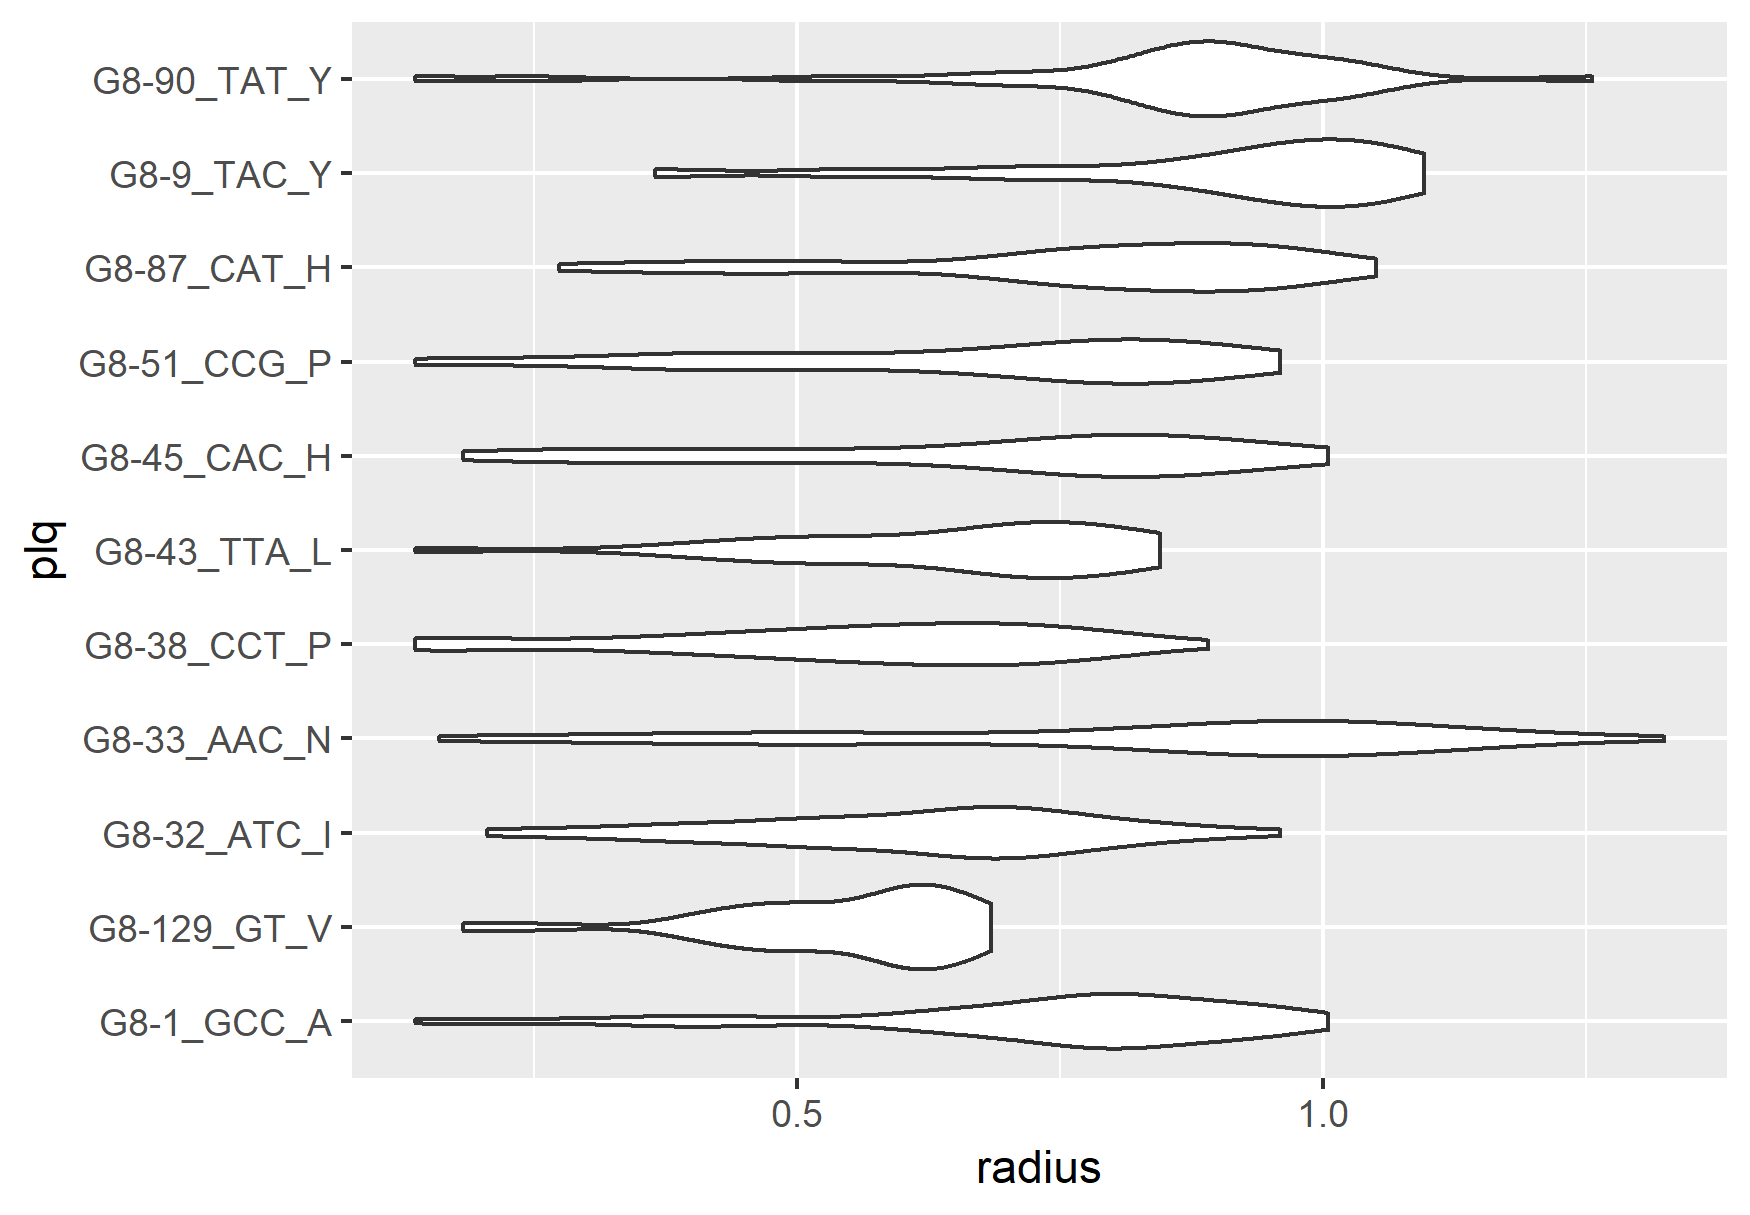 G8-90_TAT_Y
G8-9_TAC_Y
G8-87_CAT_H
G8-51_CCG_P
G8-45_CAC_H
G8-43_TTA_L
G8-38_CCT_P
G8-33_AAC_N
G8-32_ATC_I
G8-129_GT_V
G8-1_GCC_A
plq
0.5 1.0
radius